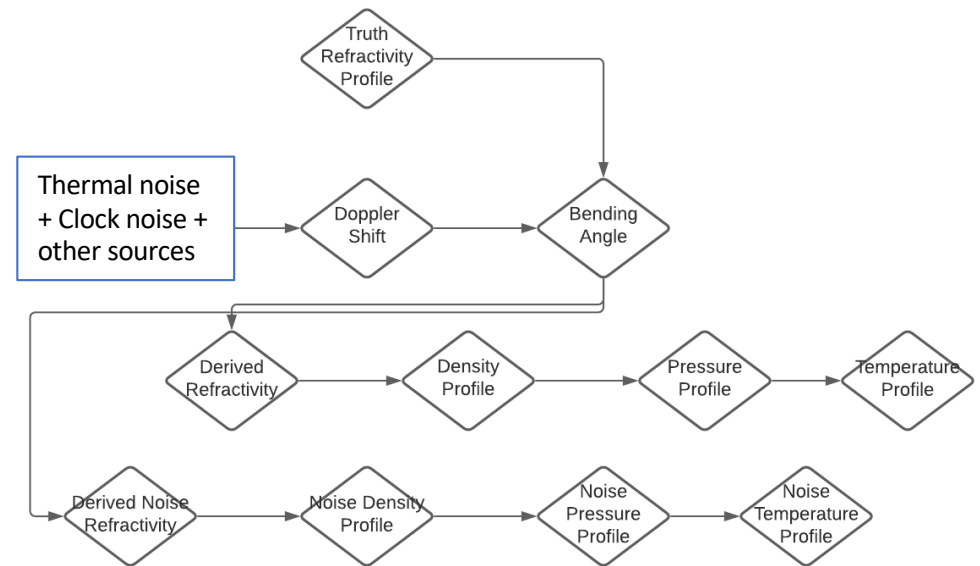 Truth
Refractivity
Profile
Thermal noise
+ Clock noise +
other sources
Doppler
Shift
Bending
Angle
Derived
Refractivity
Density
Profile
Pressure
Profile
Temperature
Profile
Derived Noise
Refractivity
Noise Density
Profile
Noise
Pressure
Profile
Noise
Temperature
Profile